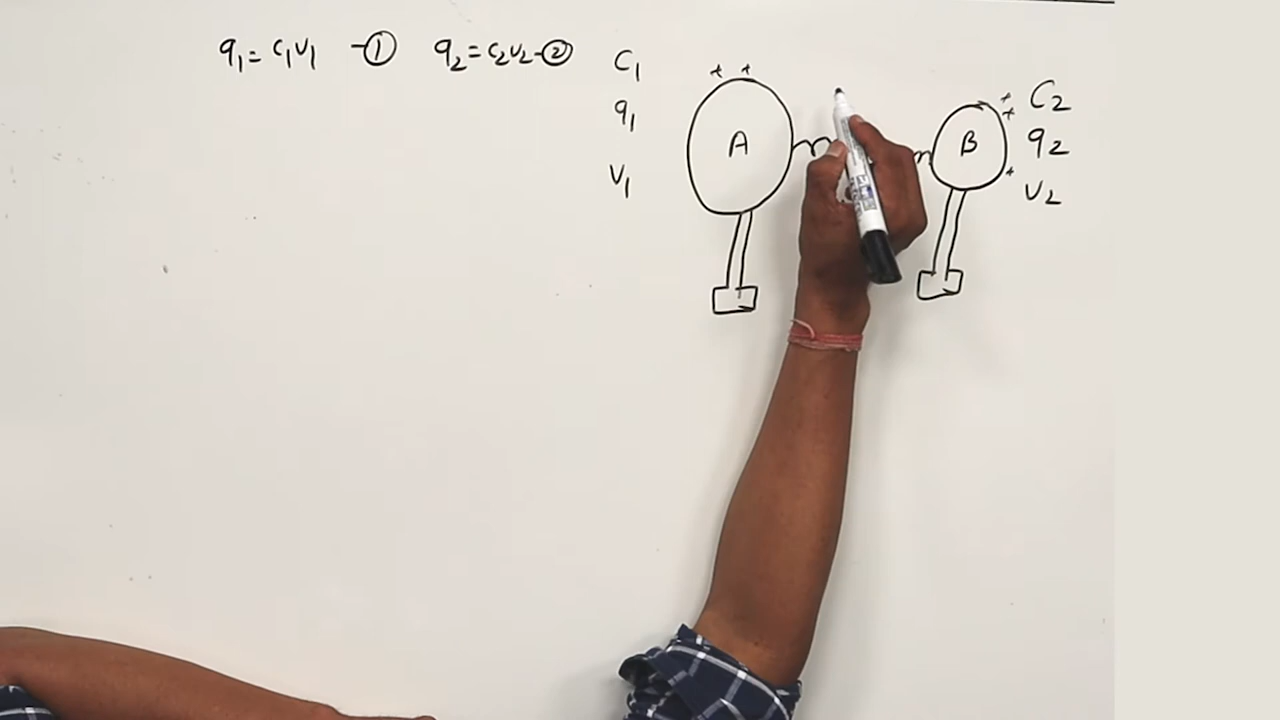 q₁ = C₁V₁ -① q₂ = C₂V₂ -②
C₁
q₁
V₁
+ +
A
B
+
+
+
C₂
q₂
V₂